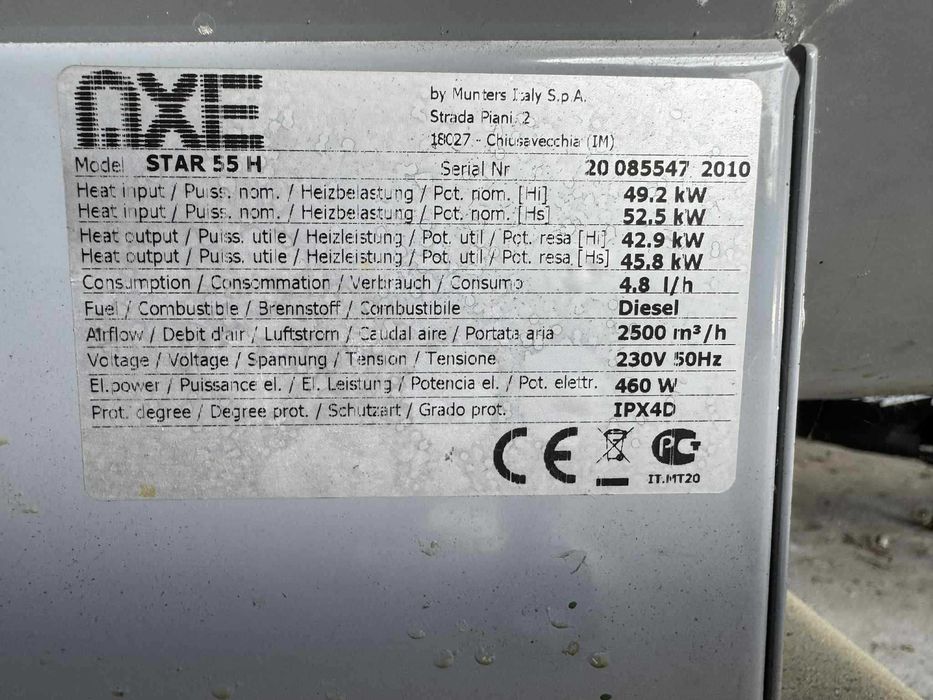 AXE
by Munters Italy S.p.A.
Strada Piani, 2
18027 - Chiusavecchia (IM)
Model STAR 55 H Serial Nr 20 085547 2010
Heat input / Puiss. nom. / Heizbelastung / Pot. nom. [Hi] 49.2 kW
Heat input / Puiss. nom. / Heizbelastung / Pot. nom. [Hs] 52.5 kW
Heat output / Puiss. utile / Heizleistung / Pot. util / Pot. resa [Hi] 42.9 kW
Heat output / Puiss. utile / Heizleistung / Pot. util / Pot. resa [Hs] 45.8 kW
Consumption / Consommation / Verbrauch / Consumo 4.8 l/h
Fuel / Combustible / Brennstoff / Combustibile Diesel
Airflow / Debit d'air / Luftstrom / Caudal aire / Portata aria 2500 m³/h
Voltage / Voltage / Spannung / Tension / Tensione 230V 50Hz
El.power / Puissance el. / El. Leistung / Potencia el. / Pot. elettr. 460 W
Prot. degree / Degree prot. / Schutzart / Grado prot. IPX4D
CE PCT
IT.MT20